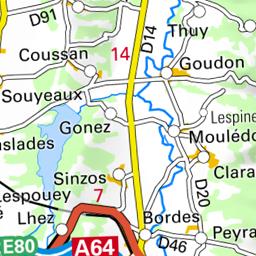 D91
D14
Thuy
14
Coussan
Goudon
Souyeaux
Lespine
Gonez
Moulédo
aslades
Clara
Sinzos
7
D20
Lespouey
Lhez
Bordes
Peyra
E80
A64
D46